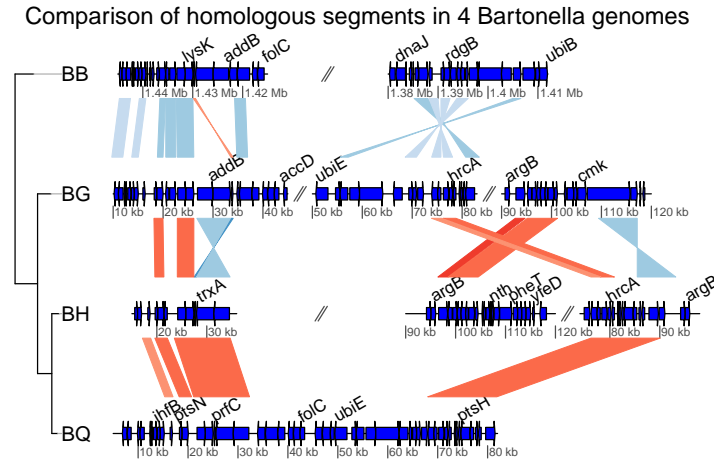 Comparison of homologous segments in 4 Bartonella genomes
lysK addB folC dnaJ rdgB ubiB
BB //
1.44 Mb 1.43 Mb 1.42 Mb 1.38 Mb 1.39 Mb 1.4 Mb 1.41 Mb
addB accD ubiE hrcA argB cmk
BG // //
10 kb 20 kb 30 kb 40 kb 50 kb 60 kb 70 kb 80 kb 90 kb 100 kb 110 kb 120 kb
trxA argB nth pheT yfeD hrcA argB
BH // //
20 kb 30 kb 90 kb 100 kb 110 kb 120 kb 80 kb 90 kb
ihfB ptsN prfC folC ubiE ptsH
BQ
10 kb 20 kb 30 kb 40 kb 50 kb 60 kb 70 kb 80 kb